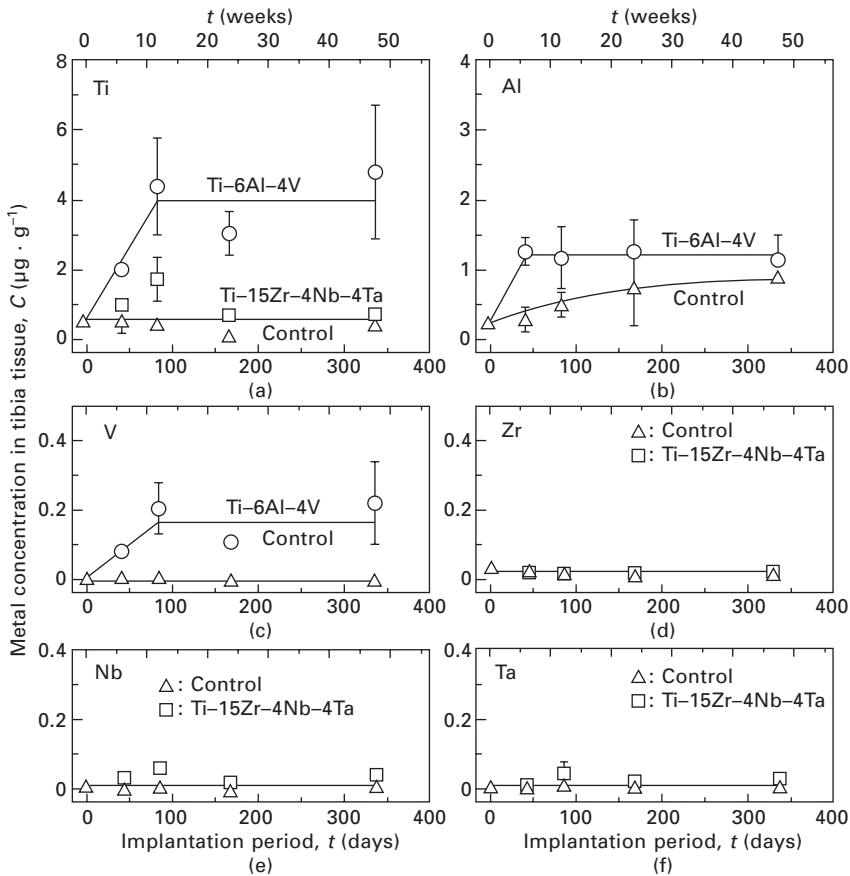 t (weeks)
t (weeks)
0 10 20 30 40 50
0 10 20 30 40 50
Metal concentration in tibia tissue, C (µg · g⁻¹)
8
6
4
2
0
Ti
Ti–6Al–4V
Ti–15Zr–4Nb–4Ta
Control
0 100 200 300 400
(a)
4
3
2
1
0
Al
Ti–6Al–4V
Control
0 100 200 300 400
(b)
0.4
0.2
0
V
Ti–6Al–4V
Control
0 100 200 300 400
(c)
0.4
0.2
0
Zr
△: Control
□: Ti–15Zr–4Nb–4Ta
0 100 200 300 400
(d)
0.4
0.2
0
Nb
△: Control
□: Ti–15Zr–4Nb–4Ta
0 100 200 300 400
Implantation period, t (days)
(e)
0.4
0.2
0
Ta
△: Control
□: Ti–15Zr–4Nb–4Ta
0 100 200 300 400
Implantation period, t (days)
(f)